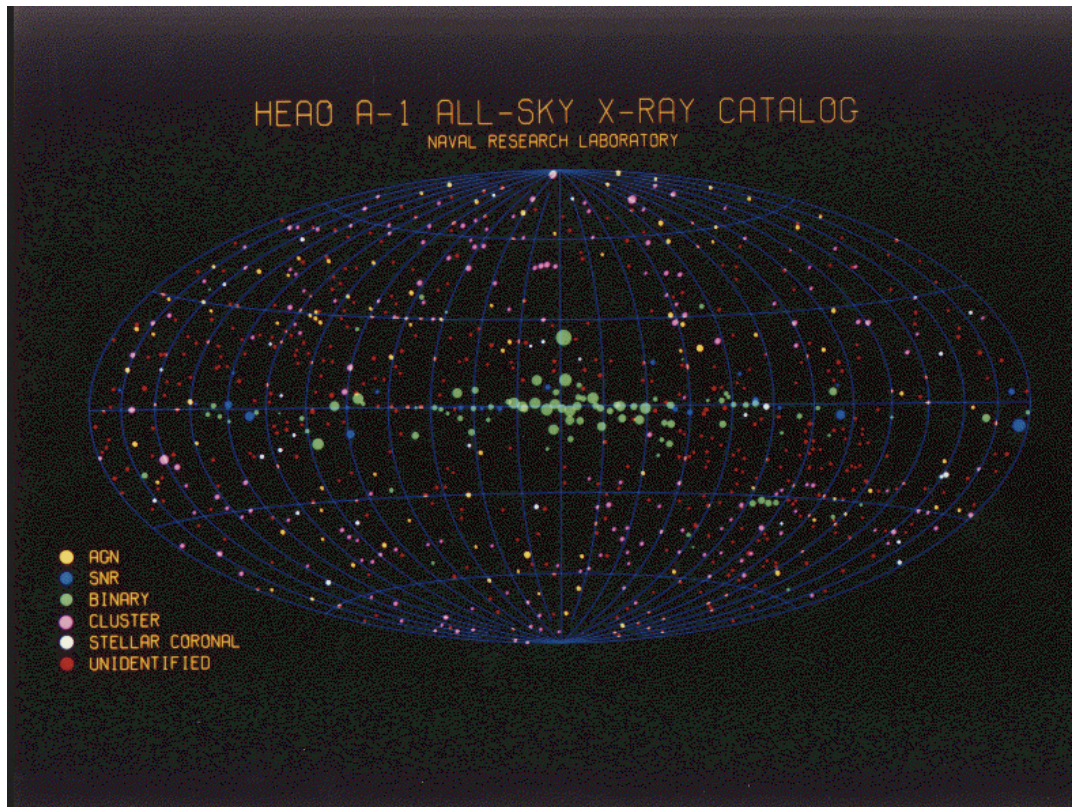 HEAO A-1 ALL-SKY X-RAY CATALOG
NAVAL RESEARCH LABORATORY
AGN
SNR
BINARY
CLUSTER
STELLAR CORONAL
UNIDENTIFIED